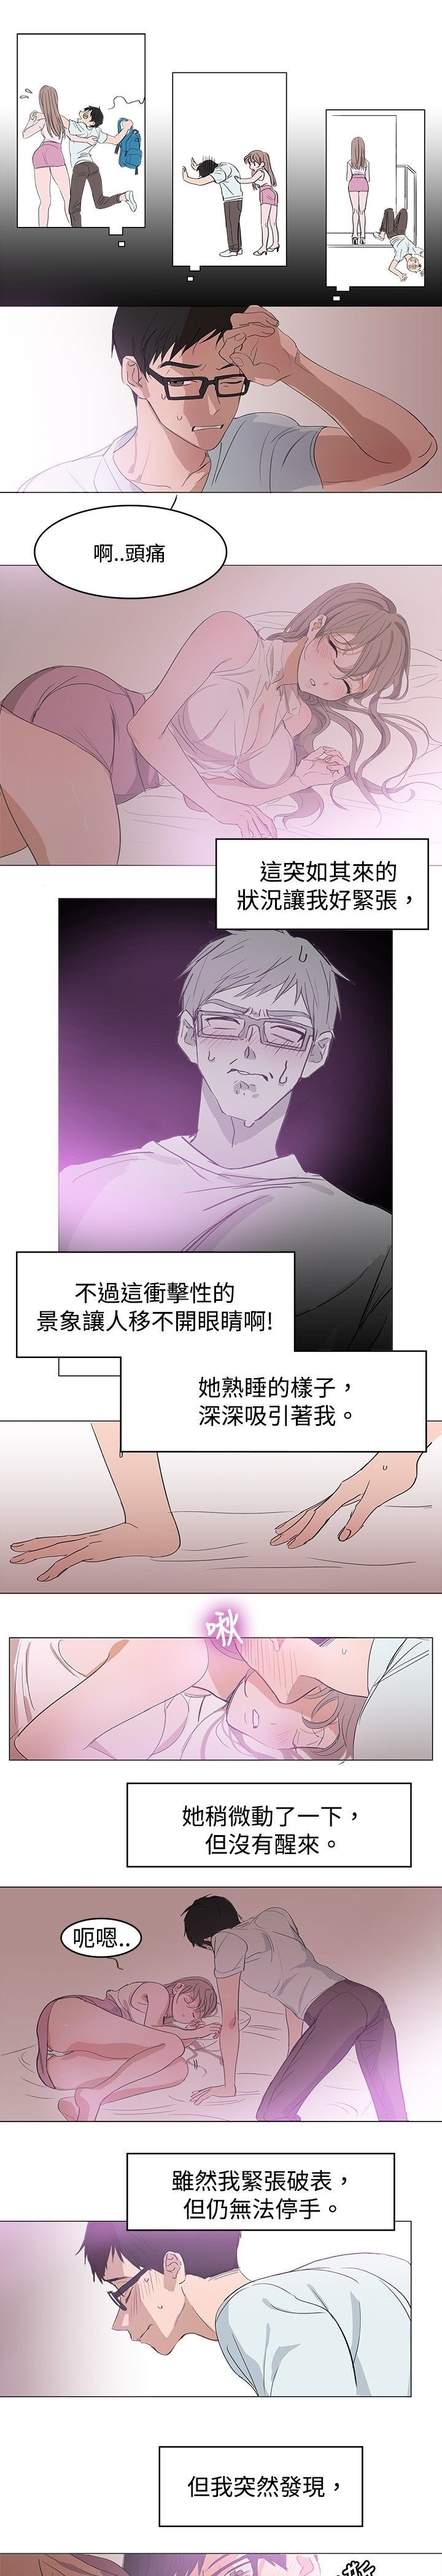 啊..頭痛
這突如其來的
狀況讓我好緊張，
不過這衝擊性的
景象讓人移不開眼睛啊!
她熟睡的樣子，
深深吸引著我。
啾
她稍微動了一下，
但沒有醒來。
呃嗯..
雖然我緊張破表，
但仍無法停手。
但我突然發現，